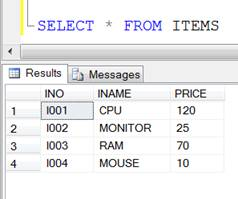 SELECT * FROM ITEMS
Results Messages
INO INAME PRICE
1 I001 CPU 120
2 I002 MONITOR 25
3 I003 RAM 70
4 I004 MOUSE 10